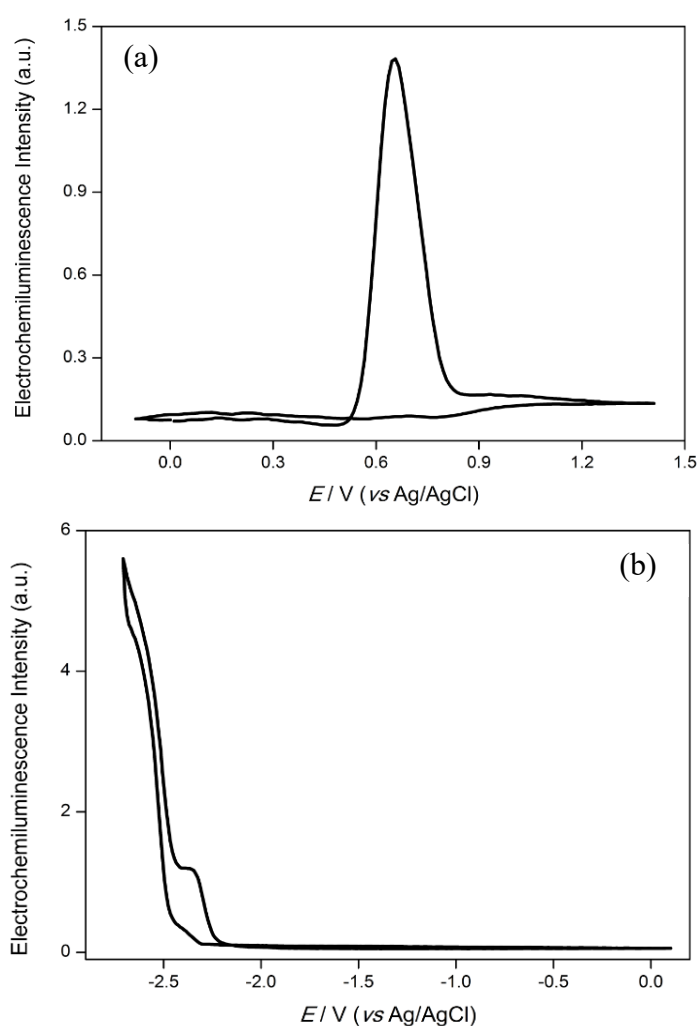 (a)
Electrochemiluminescence Intensity (a.u.)
1.5
1.2
0.9
0.6
0.3
0.0
0.0 0.3 0.6 0.9 1.2 1.5
E / V (vs Ag/AgCl)
(b)
Electrochemiluminescence Intensity (a.u.)
6
4
2
0
-2.5 -2.0 -1.5 -1.0 -0.5 0.0
E / V (vs Ag/AgCl)